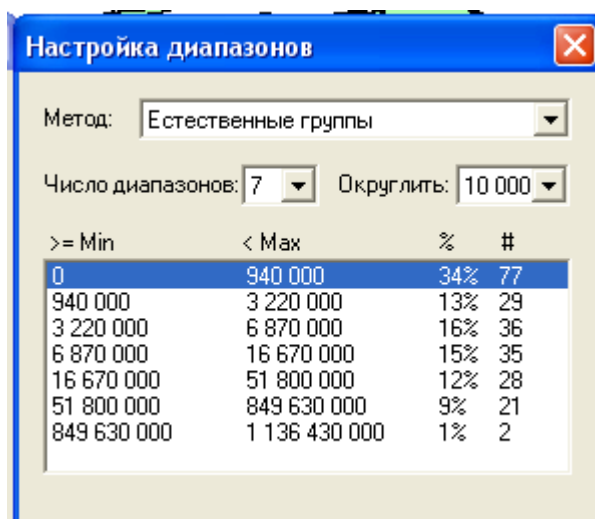 Настройка диапазонов
Метод: Естественные группы
Число диапазонов: 7 Округлить: 10 000
>= Min < Max % #
0 940 000 34% 77
940 000 3 220 000 13% 29
3 220 000 6 870 000 16% 36
6 870 000 16 670 000 15% 35
16 670 000 51 800 000 12% 28
51 800 000 849 630 000 9% 21
849 630 000 1 136 430 000 1% 2